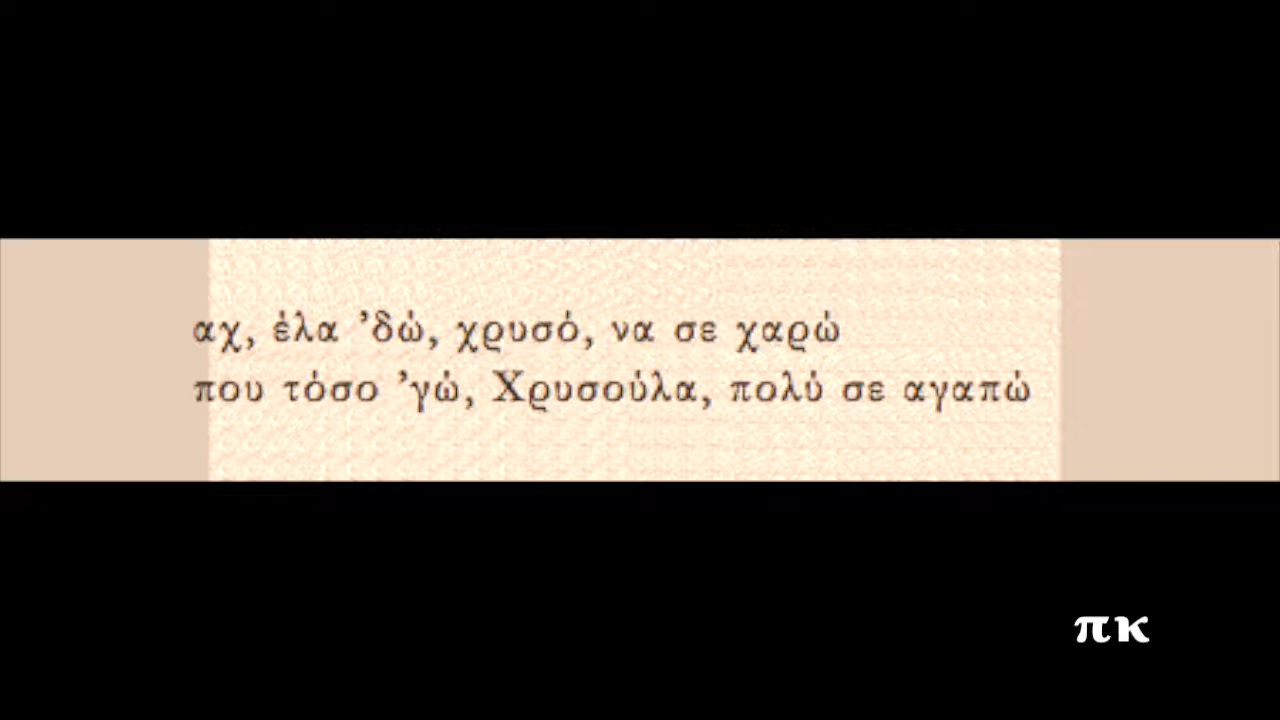 αχ, έλα ’δώ, χρυσό, να σε χαρώ
που τόσο ’γώ, Χρυσούλα, πολύ σε αγαπώ
πκ